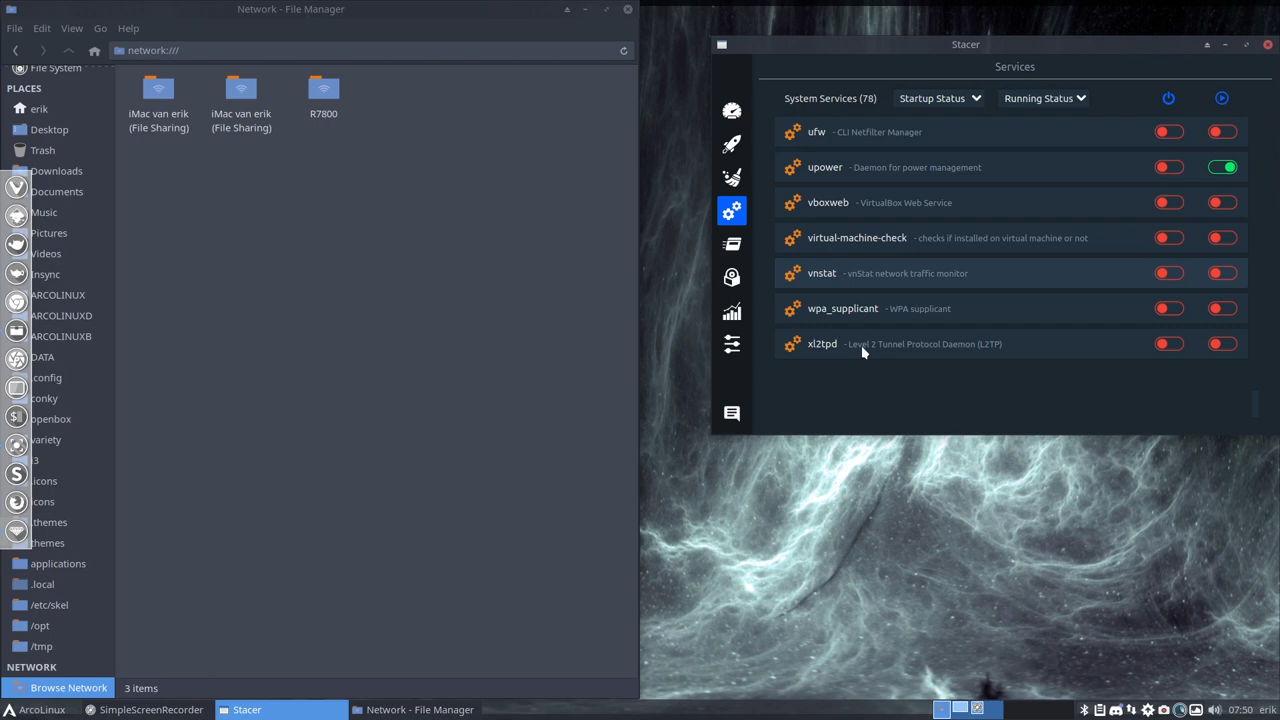 Network - File Manager
File Edit View Go Help
network:///
File System
PLACES
erik
Desktop
Trash
Downloads
Documents
Music
Pictures
Videos
Insync
ARCOLINUX
ARCOLINUXD
ARCOLINUXB
DATA
.config
conky
openbox
variety
i3
.icons
icons
.themes
themes
applications
.local
/etc/skel
/opt
/tmp
NETWORK
Browse Network
iMac van erik
(File Sharing)
iMac van erik
(File Sharing)
R7800
3 items
Stacer
Services
System Services (78) Startup Status Running Status
ufw - CLI Netfilter Manager
upower - Daemon for power management
vboxweb - VirtualBox Web Service
virtual-machine-check - checks if installed on virtual machine or not
vnstat - vnStat network traffic monitor
wpa_supplicant - WPA supplicant
xl2tpd - Level 2 Tunnel Protocol Daemon (L2TP)
ArcoLinux SimpleScreenRecorder Stacer Network - File Manager 07:50 erik